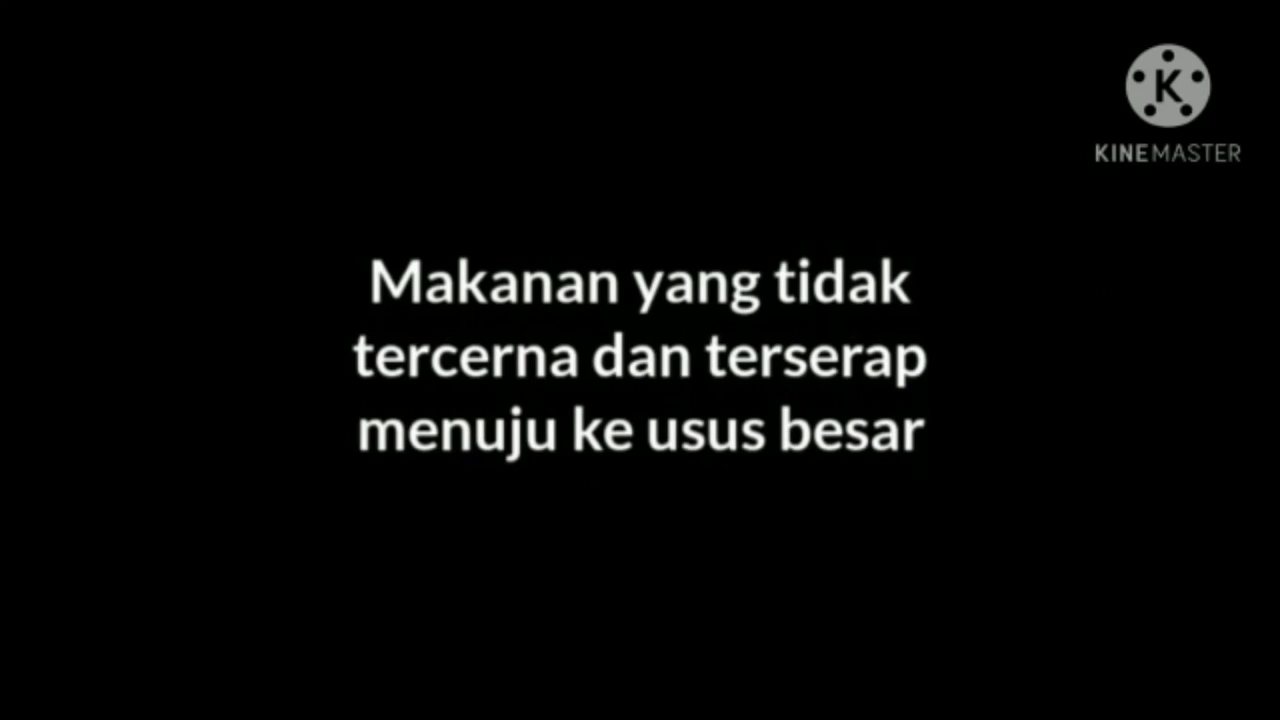 KINEMASTER
Makanan yang tidak
tercerna dan terserap
menuju ke usus besar